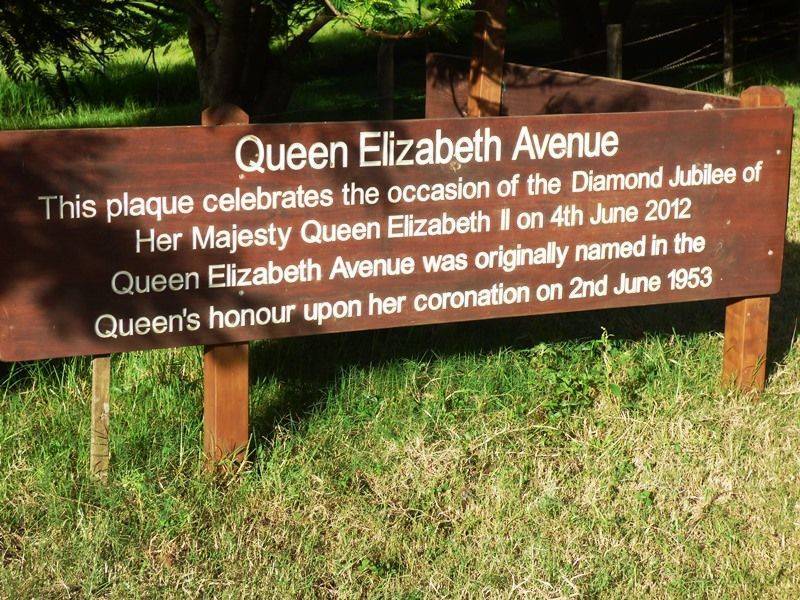 Queen Elizabeth Avenue
This plaque celebrates the occasion of the Diamond Jubilee of
Her Majesty Queen Elizabeth II on 4th June 2012
Queen Elizabeth Avenue was originally named in the
Queen's honour upon her coronation on 2nd June 1953